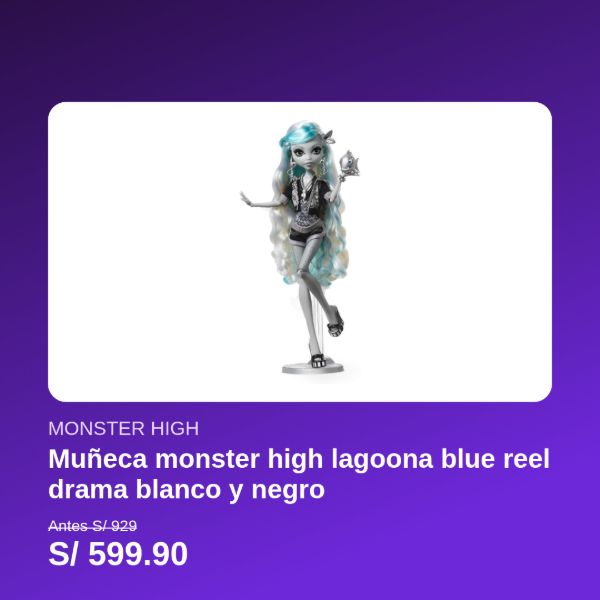 MONSTER HIGH
Muñeca monster high lagoona blue reel
drama blanco y negro
Antes S/ 929
S/ 599.90